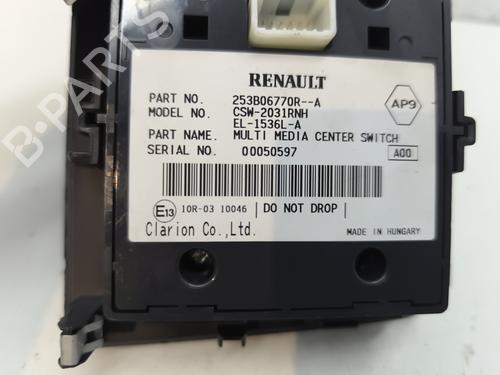 B-PARTS
RENAULT
PART NO. 253B06770R--A
MODEL NO. CSW-2031RNH
EL-1536L-A
PART NAME. MULTI MEDIA CENTER SWITCH
SERIAL NO. 00050597
AP9
A00
E13 10R-03 10046 DO NOT DROP
Clarion Co.,Ltd. MADE IN HUNGARY